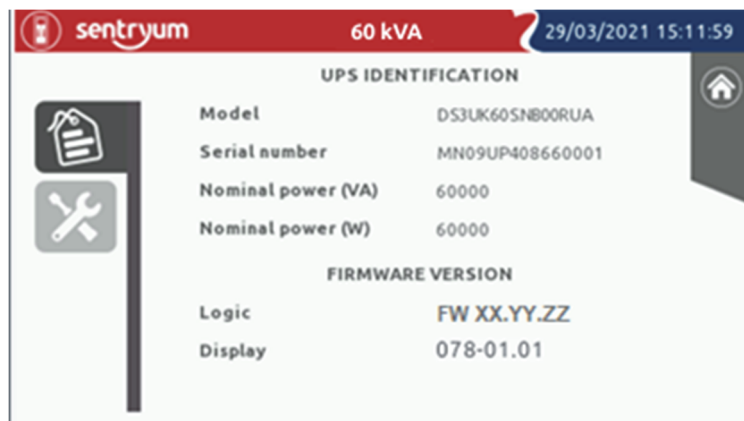 sentryum 60 kVA 29/03/2021 15:11:59
UPS IDENTIFICATION
Model DS3UK60SNB00RUA
Serial number MN09UP408660001
Nominal power (VA) 60000
Nominal power (W) 60000
FIRMWARE VERSION
Logic FW XX.YY.ZZ
Display 078-01.01